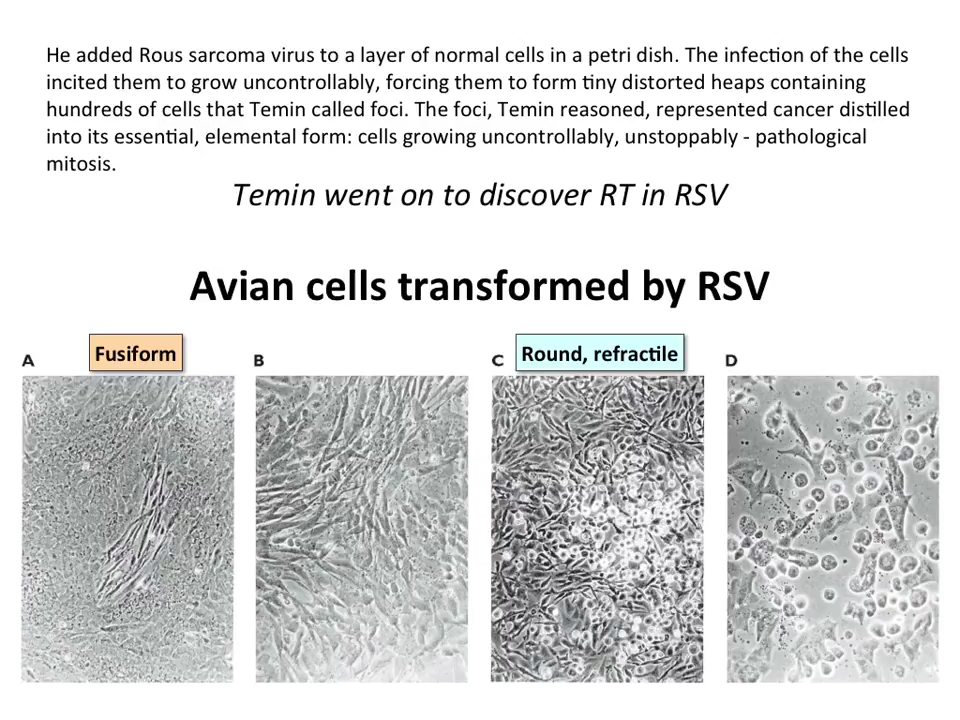 He added Rous sarcoma virus to a layer of normal cells in a petri dish. The infection of the cells
incited them to grow uncontrollably, forcing them to form tiny distorted heaps containing
hundreds of cells that Temin called foci. The foci, Temin reasoned, represented cancer distilled
into its essential, elemental form: cells growing uncontrollably, unstoppably - pathological
mitosis.
Temin went on to discover RT in RSV
Avian cells transformed by RSV
A Fusiform B C Round, refractile D